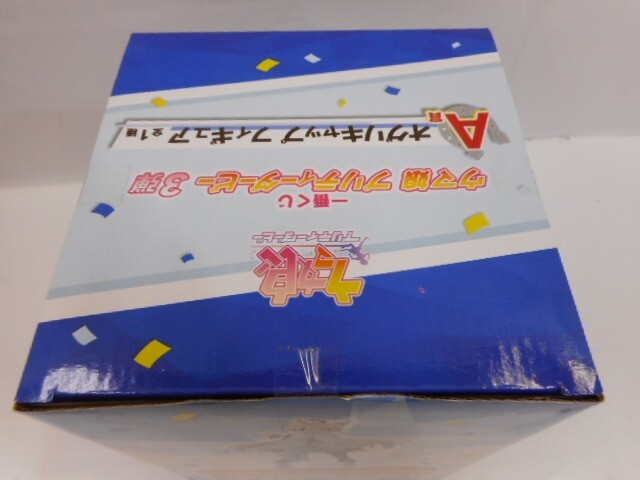 ウマ娘
プリティーダービー
一番くじ
ウマ娘 プリティーダービー 3弾
A賞
オグリキャップ フィギュア 全1種